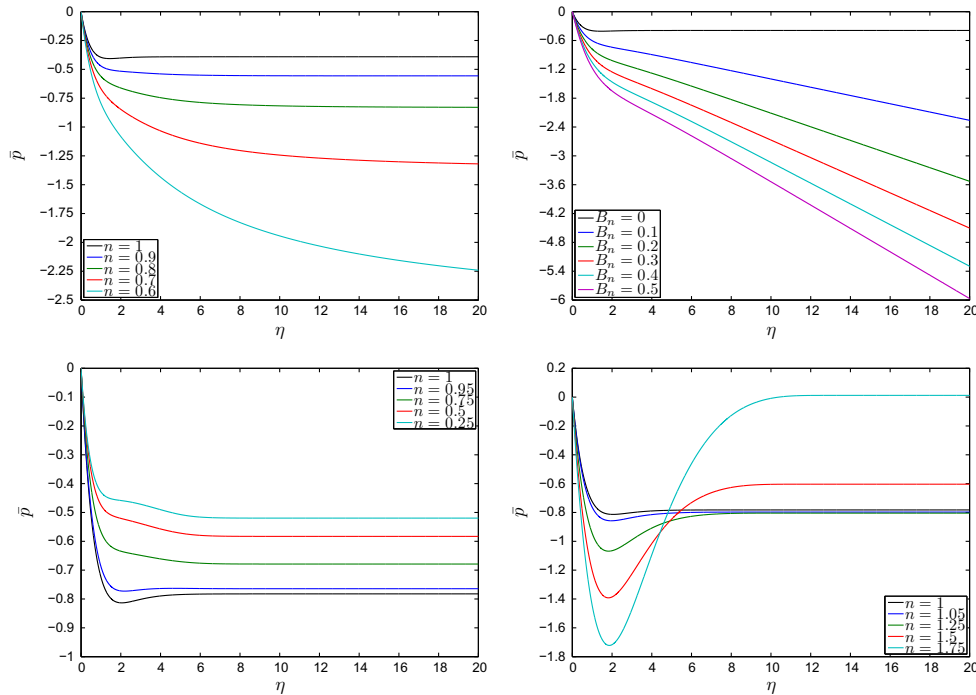 0
−0.25
−0.5
−0.75
−1
−1.25
−1.5
−1.75
−2
−2.25
−2.5
p̄
0 2 4 6 8 10 12 14 16 18 20
η
n = 1
n = 0.9
n = 0.8
n = 0.7
n = 0.6
0
−0.6
−1.2
−1.8
−2.4
−3
−3.6
−4.2
−4.8
−5.4
−6
p̄
0 2 4 6 8 10 12 14 16 18 20
η
Bn = 0
Bn = 0.1
Bn = 0.2
Bn = 0.3
Bn = 0.4
Bn = 0.5
0
−0.1
−0.2
−0.3
−0.4
−0.5
−0.6
−0.7
−0.8
−0.9
−1
p̄
0 2 4 6 8 10 12 14 16 18 20
η
n = 1
n = 0.95
n = 0.75
n = 0.5
n = 0.25
0.2
0
−0.2
−0.4
−0.6
−0.8
−1
−1.2
−1.4
−1.6
−1.8
p̄
0 2 4 6 8 10 12 14 16 18 20
η
n = 1
n = 1.05
n = 1.25
n = 1.5
n = 1.75